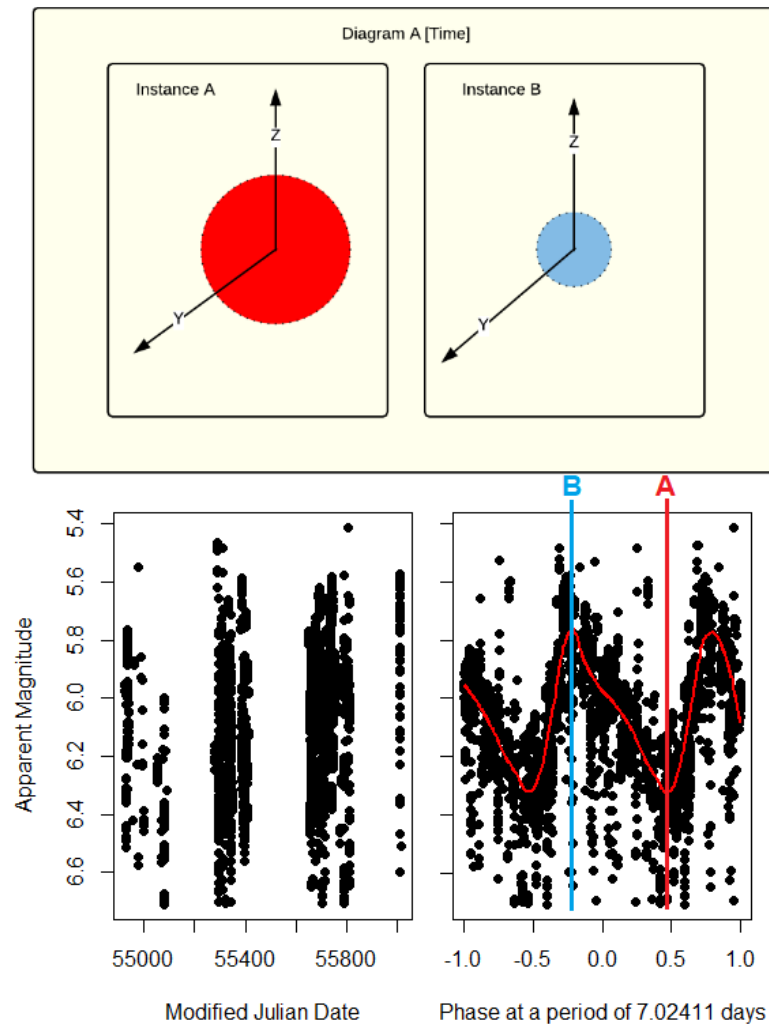 Diagram A [Time]
Instance A
Z
Y
Instance B
Z
Y
B
A
Apparent Magnitude
5.4
5.6
5.8
6.0
6.2
6.4
6.6
55000 55400 55800
Modified Julian Date
-1.0 -0.5 0.0 0.5 1.0
Phase at a period of 7.02411 days